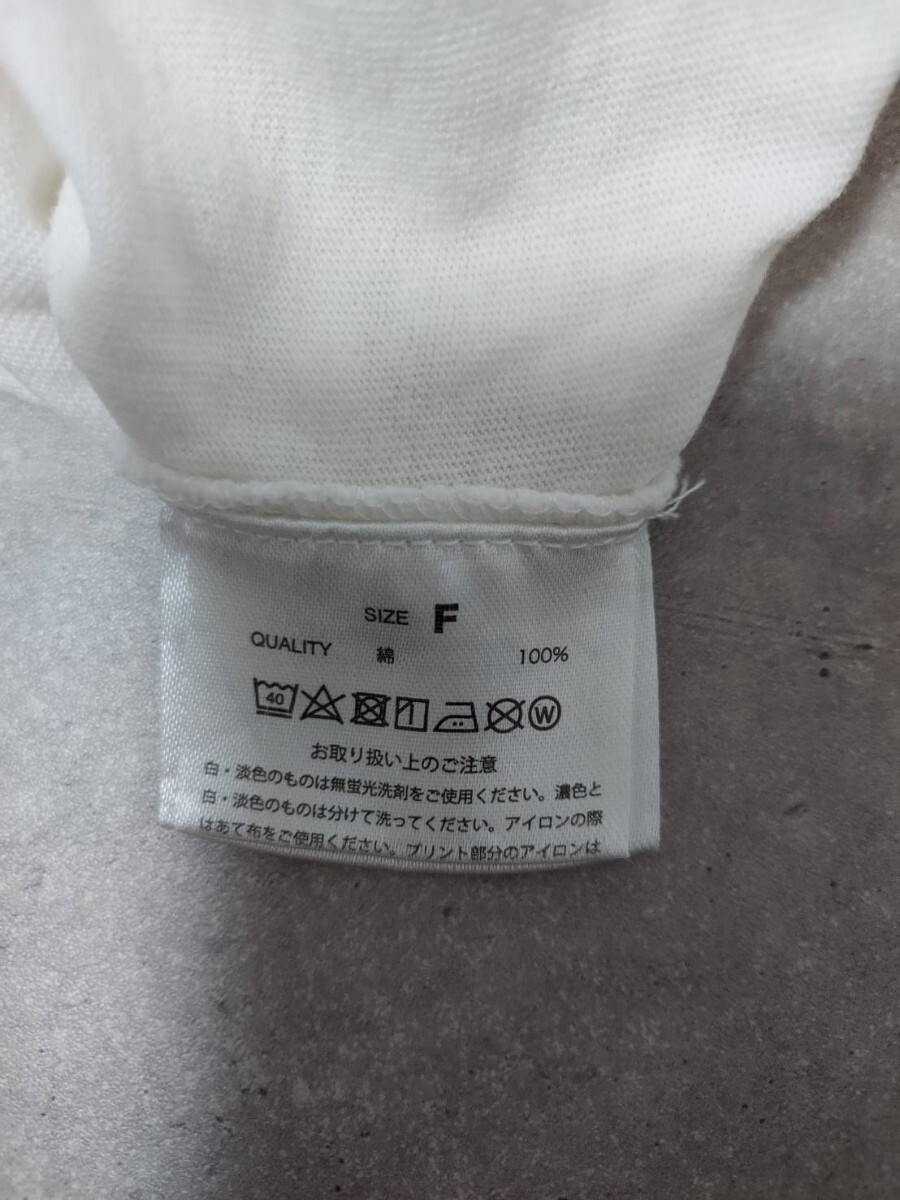 SIZE F
QUALITY 綿 100%
40 W
お取り扱い上のご注意
白・淡色のものは無蛍光洗剤をご使用ください。濃色と
白・淡色のものは分けて洗ってください。アイロンの際
はあて布をご使用ください。プリント部分のアイロンは